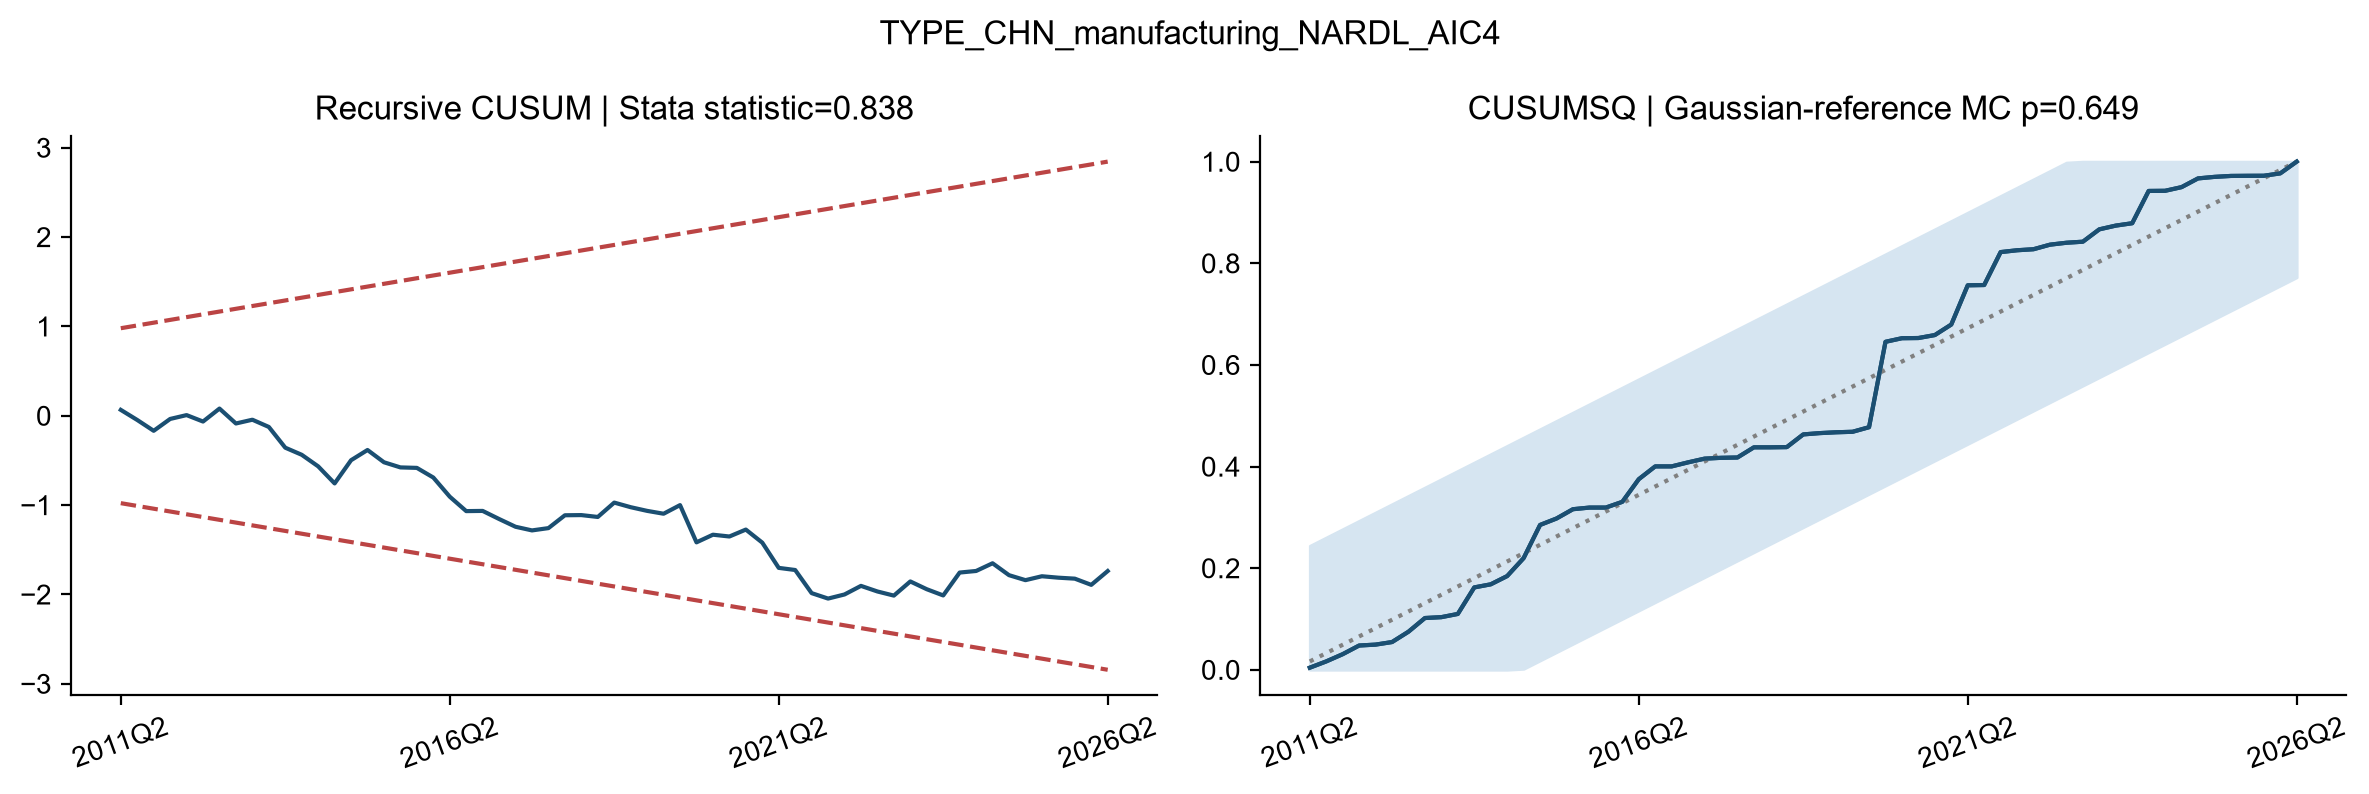 TYPE_CHN_manufacturing_NARDL_AIC4
Recursive CUSUM | Stata statistic=0.838
3
2
1
0
−1
−2
−3
2011Q2
2016Q2
2021Q2
2026Q2
CUSUMSQ | Gaussian-reference MC p=0.649
1.0
0.8
0.6
0.4
0.2
0.0
2011Q2
2016Q2
2021Q2
2026Q2